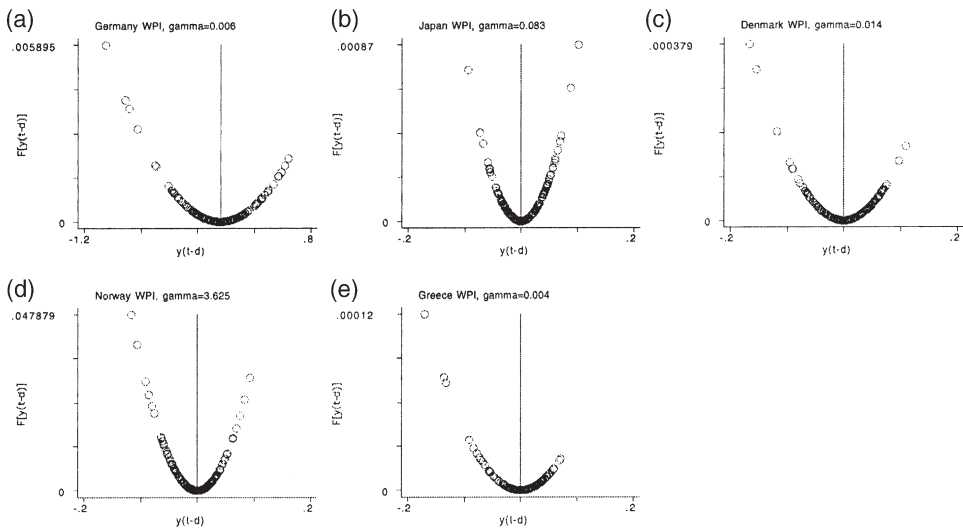 (a)
Germany WPI, gamma=0.006
.005895
F[y(t-d)]
0
-1.2
.8
y(t-d)
(b)
Japan WPI, gamma=0.083
.00087
F[y(t-d)]
0
-.2
.2
y(t-d)
(c)
Denmark WPI, gamma=0.014
.000379
F[y(t-d)]
0
-.2
.2
y(t-d)
(d)
Norway WPI, gamma=3.625
.047879
F[y(t-d)]
0
-.2
.2
y(t-d)
(e)
Greece WPI, gamma=0.004
.00012
F[y(t-d)]
0
-.2
.2
y(t-d)